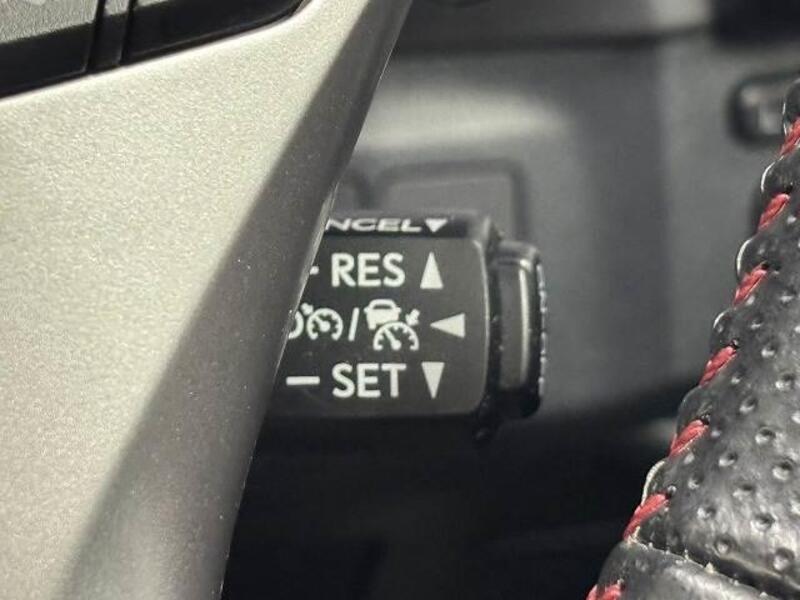 NCEL▼
RES ▲
/ ◀
– SET ▼